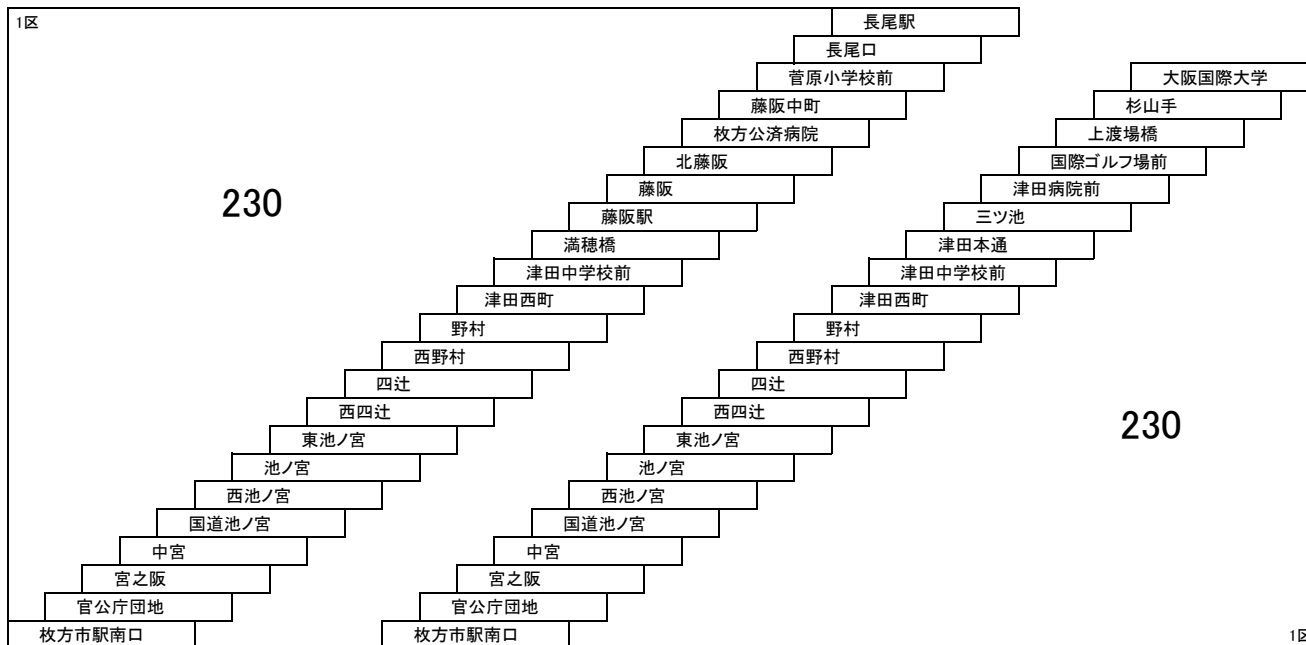 1区
長尾駅
長尾口
菅原小学校前
大阪国際大学
藤阪中町
杉山手
枚方公済病院
上渡場橋
北藤阪
国際ゴルフ場前
藤阪
津田病院前
230
藤阪駅
三ツ池
満穂橋
津田本通
津田中学校前
津田中学校前
津田西町
津田西町
野村
野村
西野村
西野村
四辻
四辻
西四辻
西四辻
230
東池ノ宮
東池ノ宮
池ノ宮
池ノ宮
西池ノ宮
西池ノ宮
国道池ノ宮
国道池ノ宮
中宮
中宮
宮之阪
宮之阪
官公庁団地
官公庁団地
枚方市駅南口
枚方市駅南口
1区